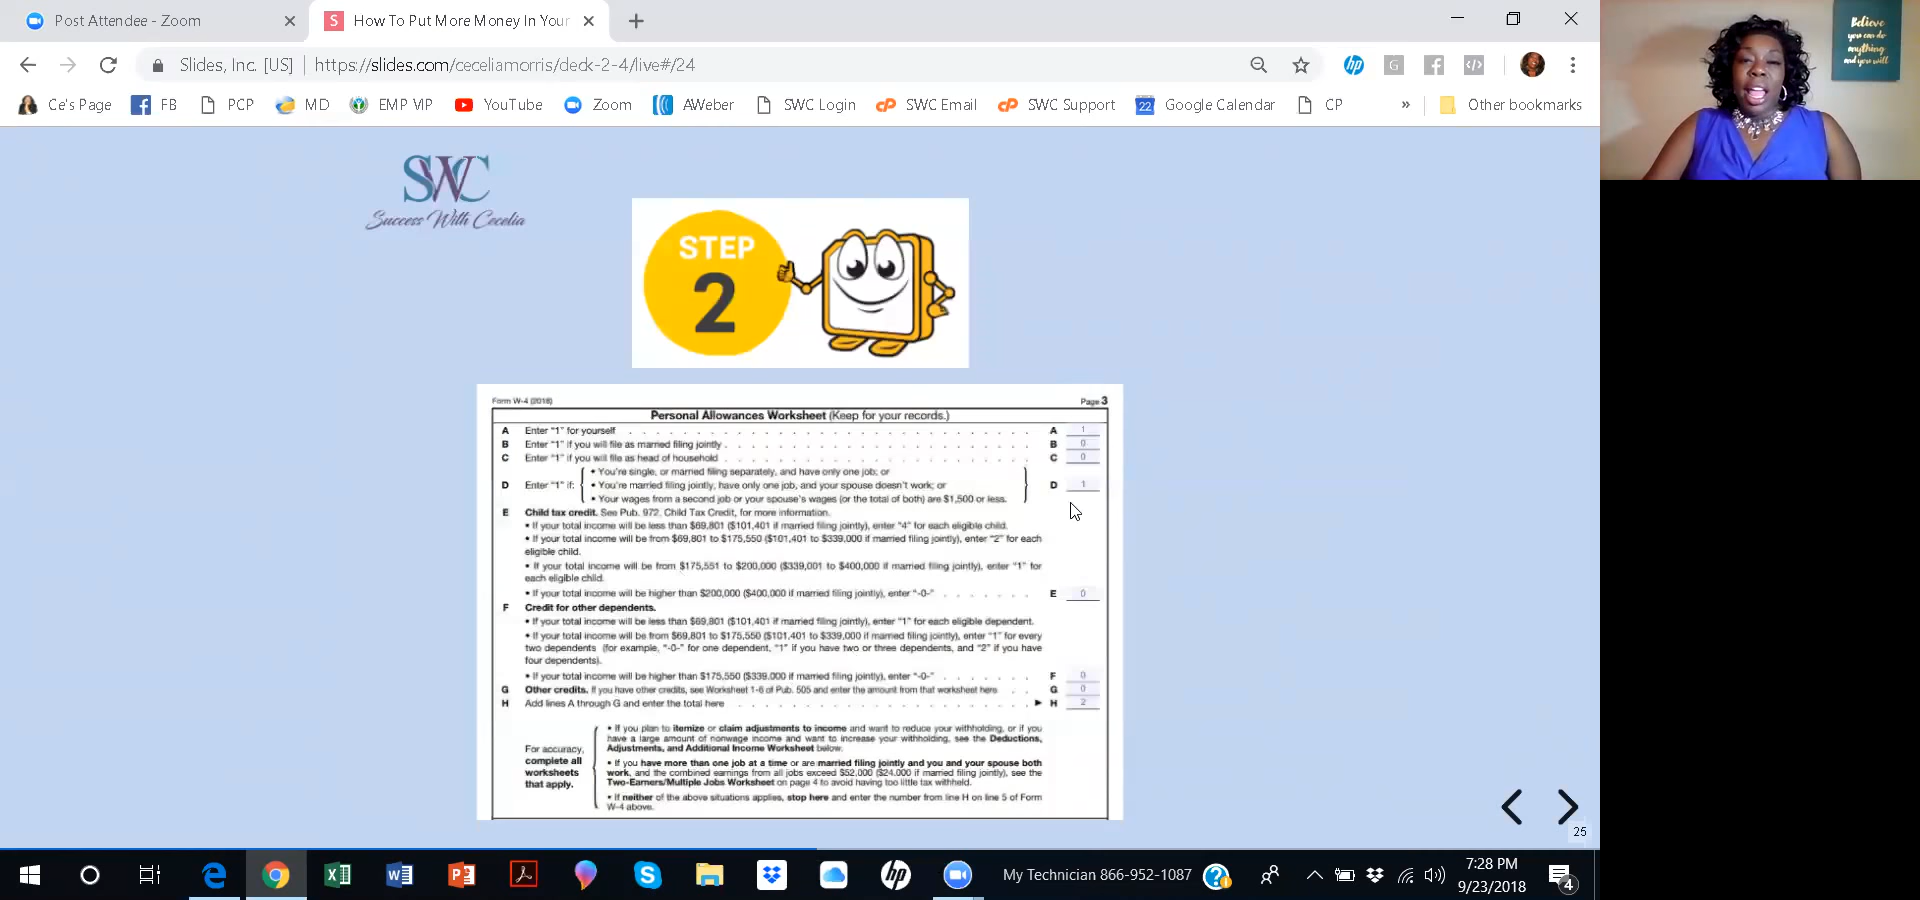 Post Attendee - Zoom
S How To Put More Money In Your
Slides, Inc. [US] https://slides.com/ceceliamorris/deck-2-4/live#/24
Ce's Page FB PCP MD EMP VIP YouTube Zoom AWeber SWC Login SWC Email SWC Support 22 Google Calendar CP » Other bookmarks
Believe
you can do
anything
and you will
SWC
Success With Cecelia
STEP
2
Form W-4 (2018) Page 3
Personal Allowances Worksheet (Keep for your records.)
A Enter "1" for yourself A 1
B Enter "1" if you will file as married filing jointly B 0
C Enter "1" if you will file as head of household C 0
• You're single, or married filing separately, and have only one job; or
D Enter "1" if: • You're married filing jointly, have only one job, and your spouse doesn't work; or D 1
• Your wages from a second job or your spouse's wages (or the total of both) are $1,500 or less.
E Child tax credit. See Pub. 972, Child Tax Credit, for more information.
• If your total income will be less than $69,801 ($101,401 if married filing jointly), enter "4" for each eligible child.
• If your total income will be from $69,801 to $175,550 ($101,401 to $339,000 if married filing jointly), enter "2" for each
eligible child.
• If your total income will be from $175,551 to $200,000 ($339,001 to $400,000 if married filing jointly), enter "1" for
each eligible child.
• If your total income will be higher than $200,000 ($400,000 if married filing jointly), enter "-0-" E 0
F Credit for other dependents.
• If your total income will be less than $69,801 ($101,401 if married filing jointly), enter "1" for each eligible dependent.
• If your total income will be from $69,801 to $175,550 ($101,401 to $339,000 if married filing jointly), enter "1" for every
two dependents (for example, "-0-" for one dependent, "1" if you have two or three dependents, and "2" if you have
four dependents).
• If your total income will be higher than $175,550 ($339,000 if married filing jointly), enter "-0-" F 0
G Other credits. If you have other credits, see Worksheet 1-6 of Pub. 505 and enter the amount from that worksheet here G 0
H Add lines A through G and enter the total here ► H 2
For accuracy,
complete all
worksheets
that apply.
• If you plan to itemize or claim adjustments to income and want to reduce your withholding, or if you
have a large amount of nonwage income and want to increase your withholding, see the Deductions,
Adjustments, and Additional Income Worksheet below.
• If you have more than one job at a time or are married filing jointly and you and your spouse both
work, and the combined earnings from all jobs exceed $52,000 ($24,000 if married filing jointly), see the
Two-Earners/Multiple Jobs Worksheet on page 4 to avoid having too little tax withheld.
• If neither of the above situations applies, stop here and enter the number from line H on line 5 of Form
W-4 above.
25
My Technician 866-952-1087
7:28 PM
9/23/2018
4